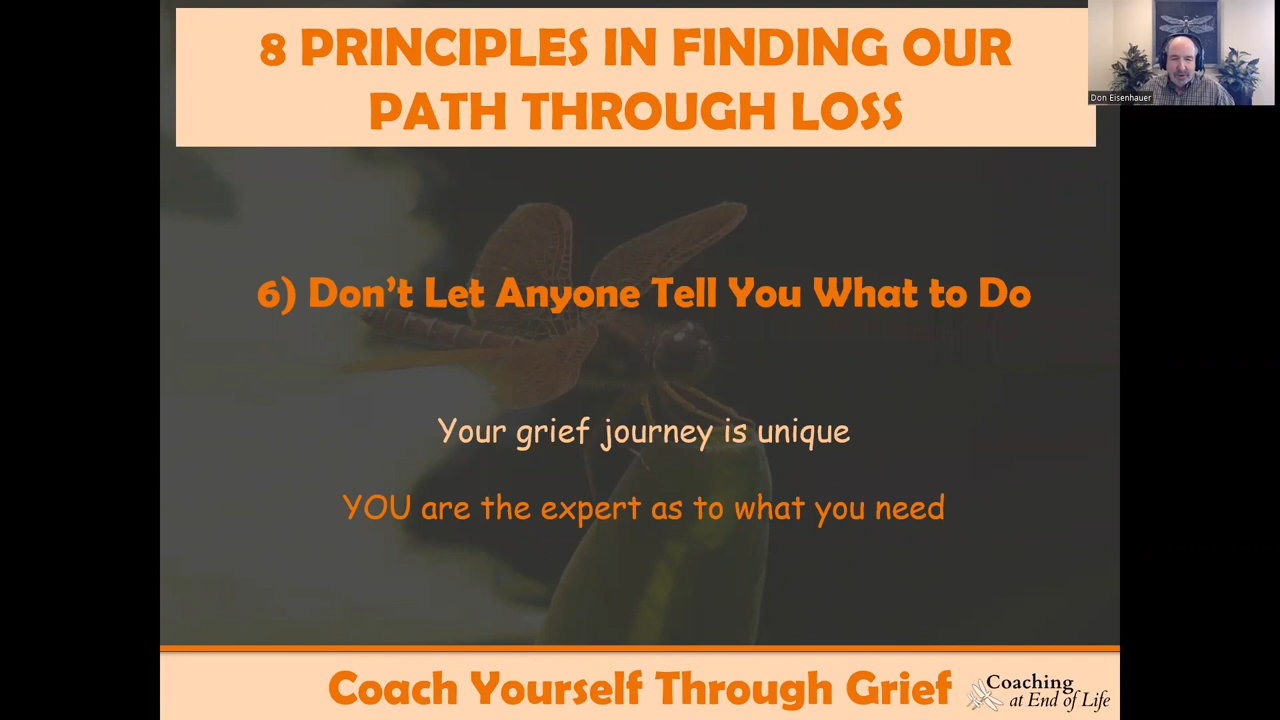 8 PRINCIPLES IN FINDING OUR
PATH THROUGH LOSS
Don Eisenhauer
6) Don't Let Anyone Tell You What to Do
Your grief journey is unique
YOU are the expert as to what you need
Coach Yourself Through Grief
Coaching
at End of Life